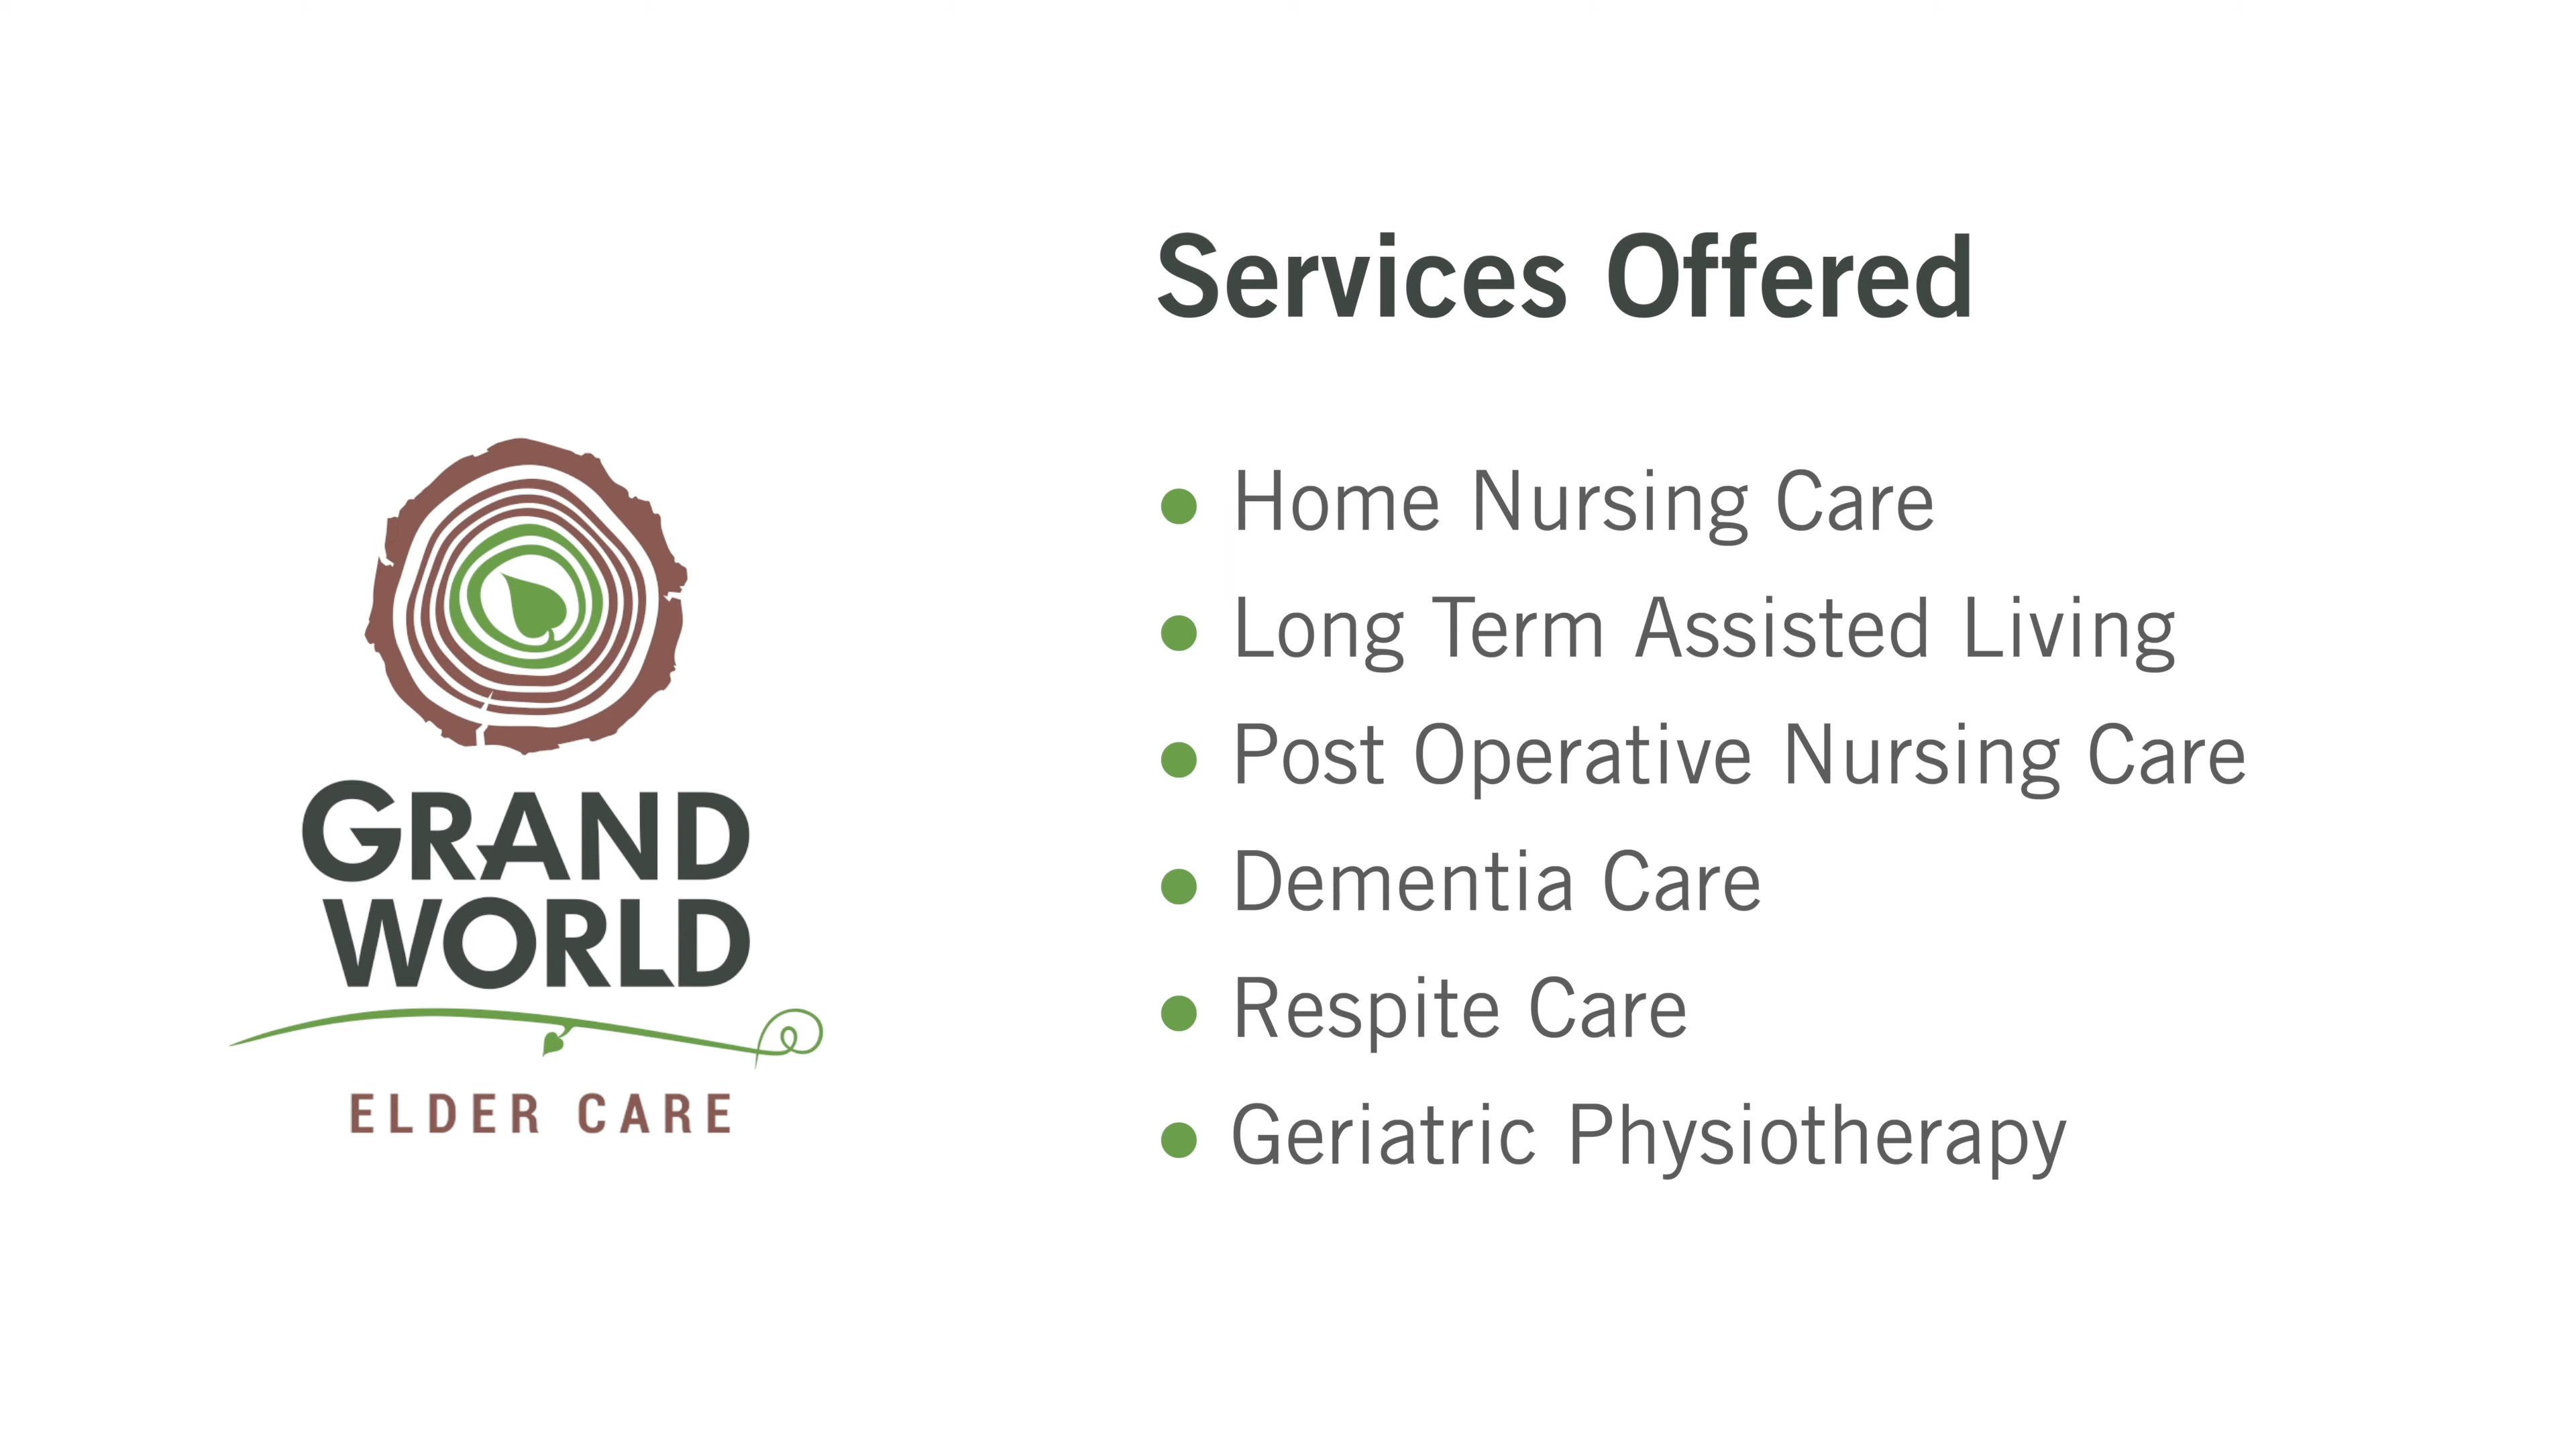 GRAND
WORLD
ELDER CARE
Services Offered
Home Nursing Care
Long Term Assisted Living
Post Operative Nursing Care
Dementia Care
Respite Care
Geriatric Physiotherapy